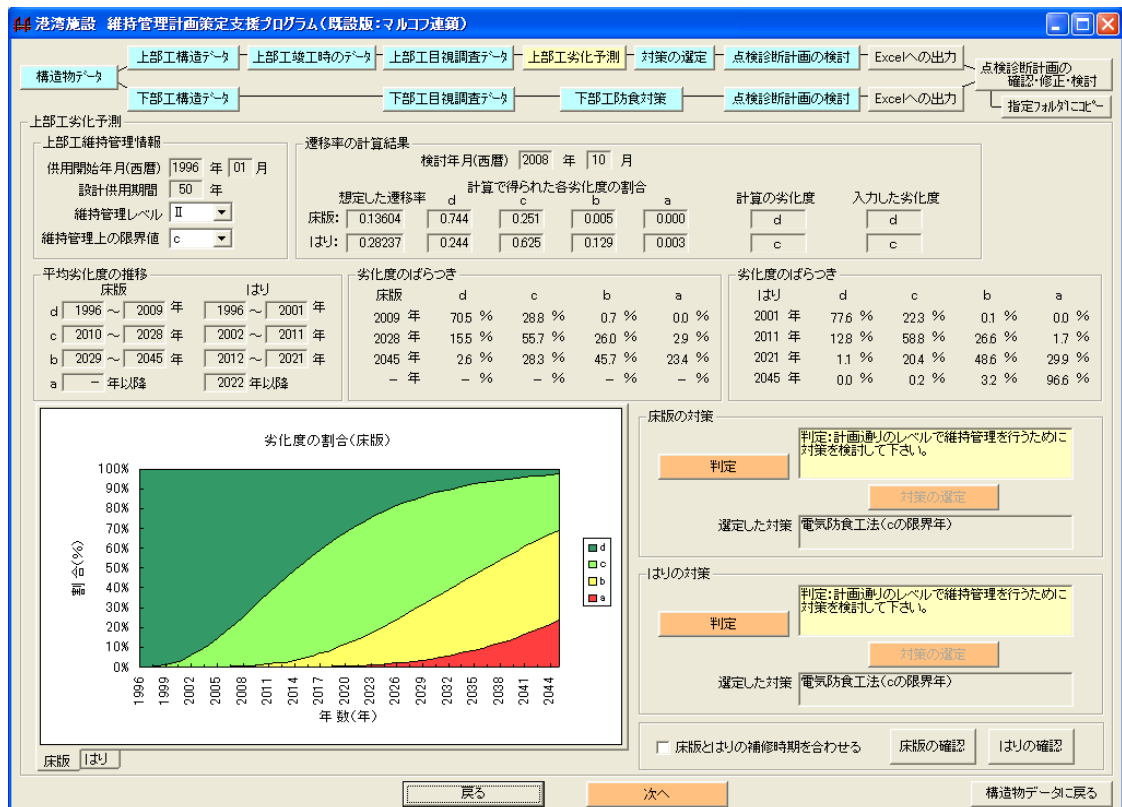 港湾施設 維持管理計画策定支援プログラム(既設版:マルコフ連鎖)
構造物データ
上部工構造データ 上部工竣工時のデータ 上部工目視調査データ 上部工劣化予測 対策の選定 点検診断計画の検討 Excelへの出力
下部工構造データ 下部工目視調査データ 下部工防食対策 点検診断計画の検討 Excelへの出力
点検診断計画の
確認・修正・検討
指定フォルダにコピー
上部工劣化予測
上部工維持管理情報
供用開始年月(西暦) 1996 年 01 月
設計供用期間 50 年
維持管理レベル Ⅱ
維持管理上の限界値 c
遷移率の計算結果
検討年月(西暦) 2008 年 10 月
計算で得られた各劣化度の割合
想定した遷移率 d c b a 計算の劣化度 入力した劣化度
床版: 0.13604 0.744 0.251 0.005 0.000 d d
はり: 0.28237 0.244 0.625 0.129 0.003 c c
平均劣化度の推移
床版 はり
d 1996 ~ 2009 年 1996 ~ 2001 年
c 2010 ~ 2028 年 2002 ~ 2011 年
b 2029 ~ 2045 年 2012 ~ 2021 年
a - 年以降 2022 年以降
劣化度のばらつき
床版 d c b a
2009 年 70.5 % 28.8 % 0.7 % 0.0 %
2028 年 15.5 % 55.7 % 26.0 % 2.9 %
2045 年 2.6 % 28.3 % 45.7 % 23.4 %
- 年 - % - % - % - %
劣化度のばらつき
はり d c b a
2001 年 77.6 % 22.3 % 0.1 % 0.0 %
2011 年 12.8 % 58.8 % 26.6 % 1.7 %
2021 年 1.1 % 20.4 % 48.6 % 29.9 %
2045 年 0.0 % 0.2 % 3.2 % 96.6 %
劣化度の割合(床版)
割合(%)
100%
90%
80%
70%
60%
50%
40%
30%
20%
10%
0%
1996 1999 2002 2005 2008 2011 2014 2017 2020 2023 2026 2029 2032 2035 2038 2041 2044
年数(年)
d
c
b
a
床版 はり
床版の対策
判定
判定:計画通りのレベルで維持管理を行うために
対策を検討して下さい。
対策の選定
選定した対策 電気防食工法(cの限界年)
はりの対策
判定
判定:計画通りのレベルで維持管理を行うために
対策を検討して下さい。
対策の選定
選定した対策 電気防食工法(cの限界年)
床版とはりの補修時期を合わせる 床版の確認 はりの確認
戻る 次へ 構造物データに戻る